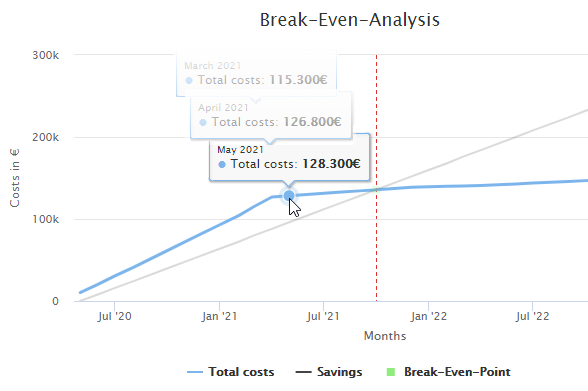 Break-Even-Analysis
300k
200k
100k
0
Costs in €
March 2021
Total costs: 115.300€
April 2021
Total costs: 126.800€
May 2021
Total costs: 128.300€
Jul '20
Jan '21
Jul '21
Jan '22
Jul '22
Months
Total costs
Savings
Break-Even-Point